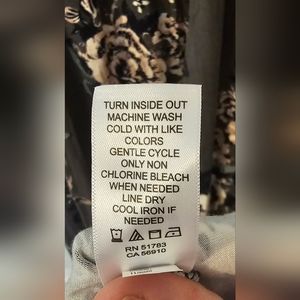 TURN INSIDE OUT
MACHINE WASH
COLD WITH LIKE
COLORS
GENTLE CYCLE
ONLY NON
CHLORINE BLEACH
WHEN NEEDED
LINE DRY
COOL IRON IF
NEEDED
RN 51783
CA 56910